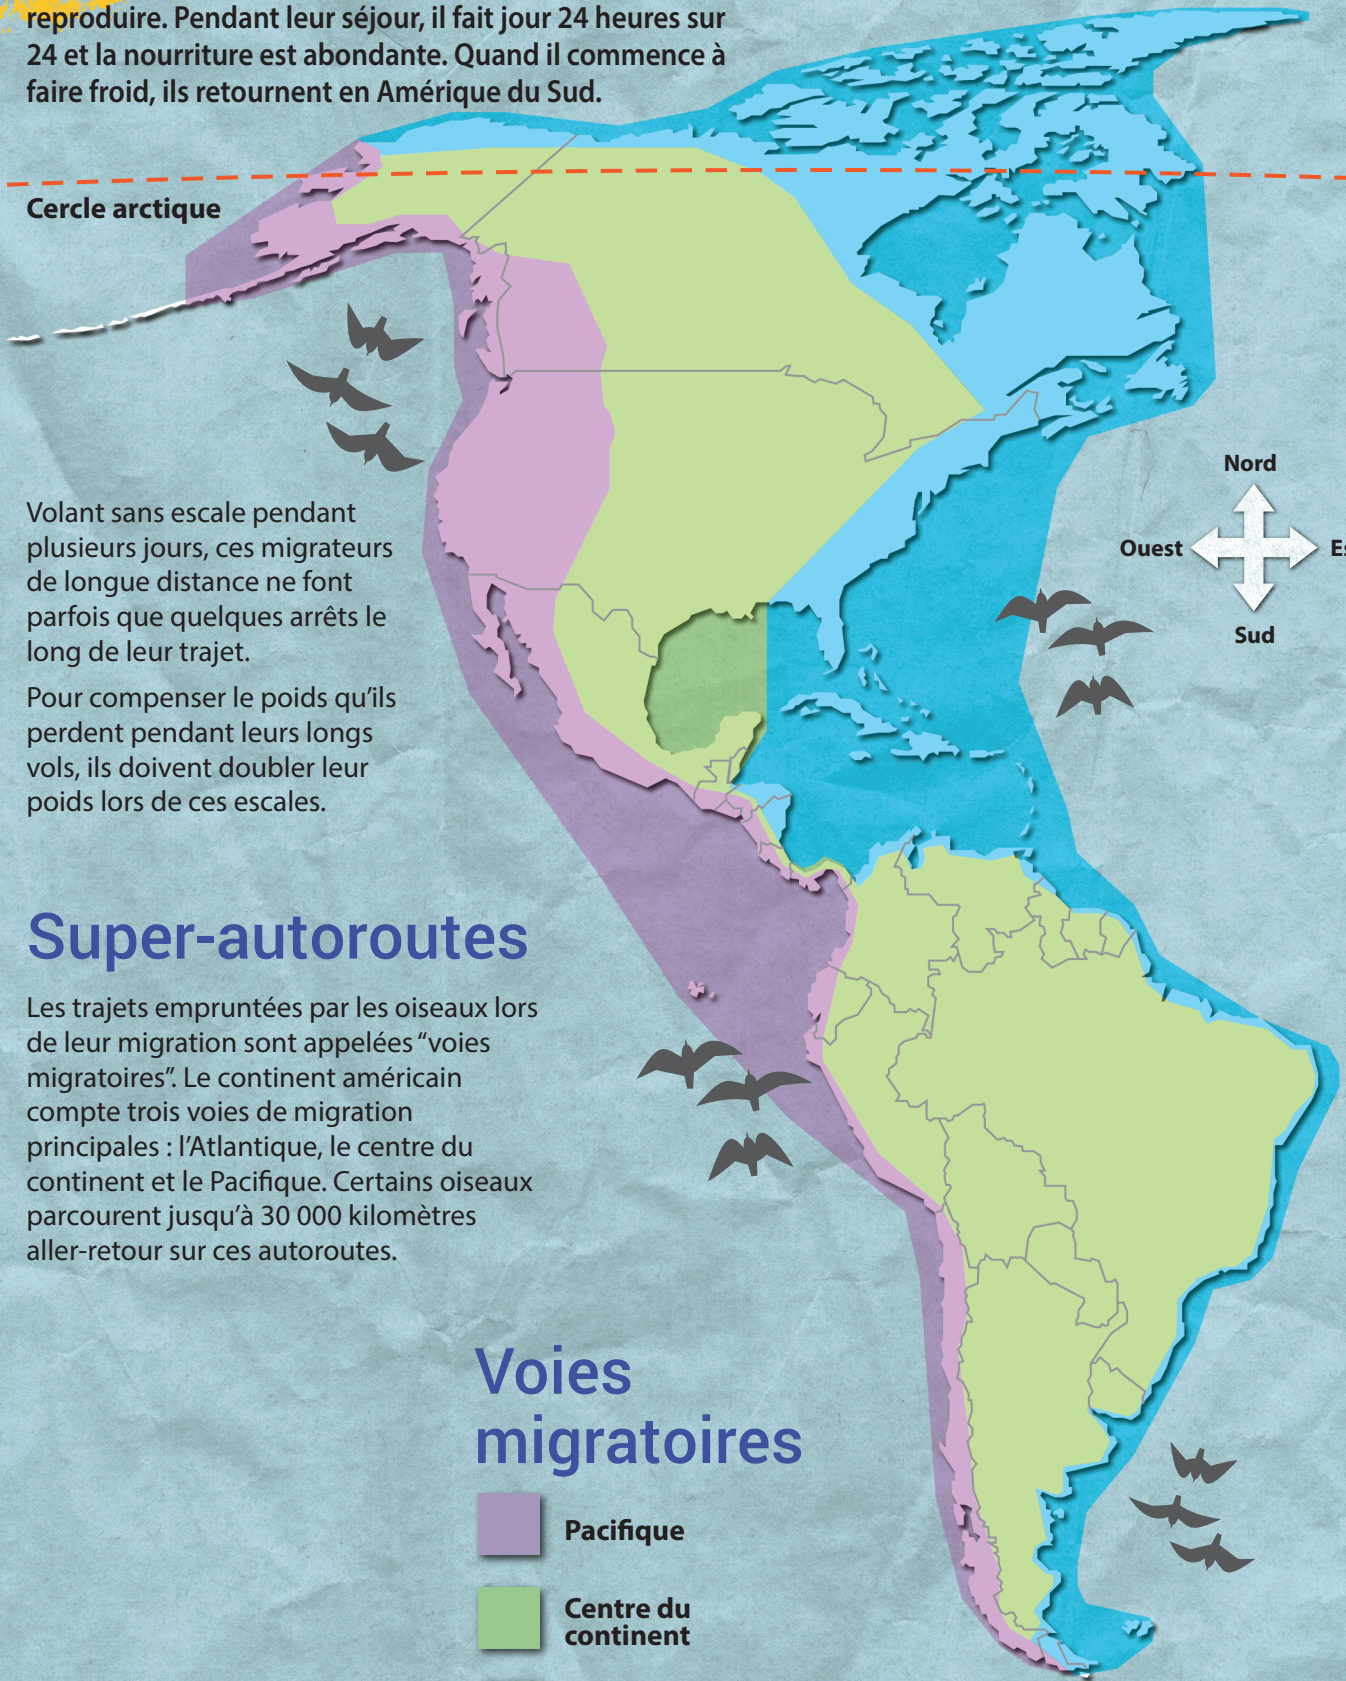 reproduire. Pendant leur séjour, il fait jour 24 heures sur
24 et la nourriture est abondante. Quand il commence à
faire froid, ils retournent en Amérique du Sud.
Cercle arctique
Volant sans escale pendant
plusieurs jours, ces migrateurs
de longue distance ne font
parfois que quelques arrêts le
long de leur trajet.
Pour compenser le poids qu'ils
perdent pendant leurs longs
vols, ils doivent doubler leur
poids lors de ces escales.
Nord
Ouest
Sud
Super-autoroutes
Les trajets empruntées par les oiseaux lors
de leur migration sont appelées “voies
migratoires”. Le continent américain
compte trois voies de migration
principales : l'Atlantique, le centre du
continent et le Pacifique. Certains oiseaux
parcourent jusqu'à 30 000 kilomètres
aller-retour sur ces autoroutes.
Voies
migratoires
Pacifique
Centre du
continent